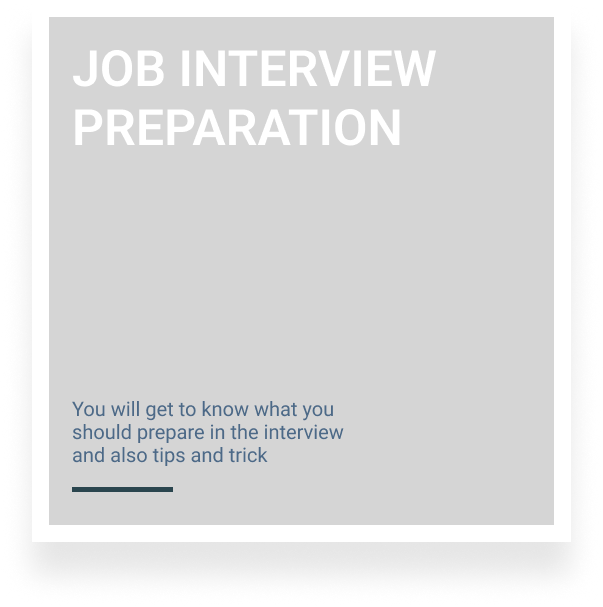 JOB INTERVIEW
PREPARATION
You will get to know what you
should prepare in the interview
and also tips and trick